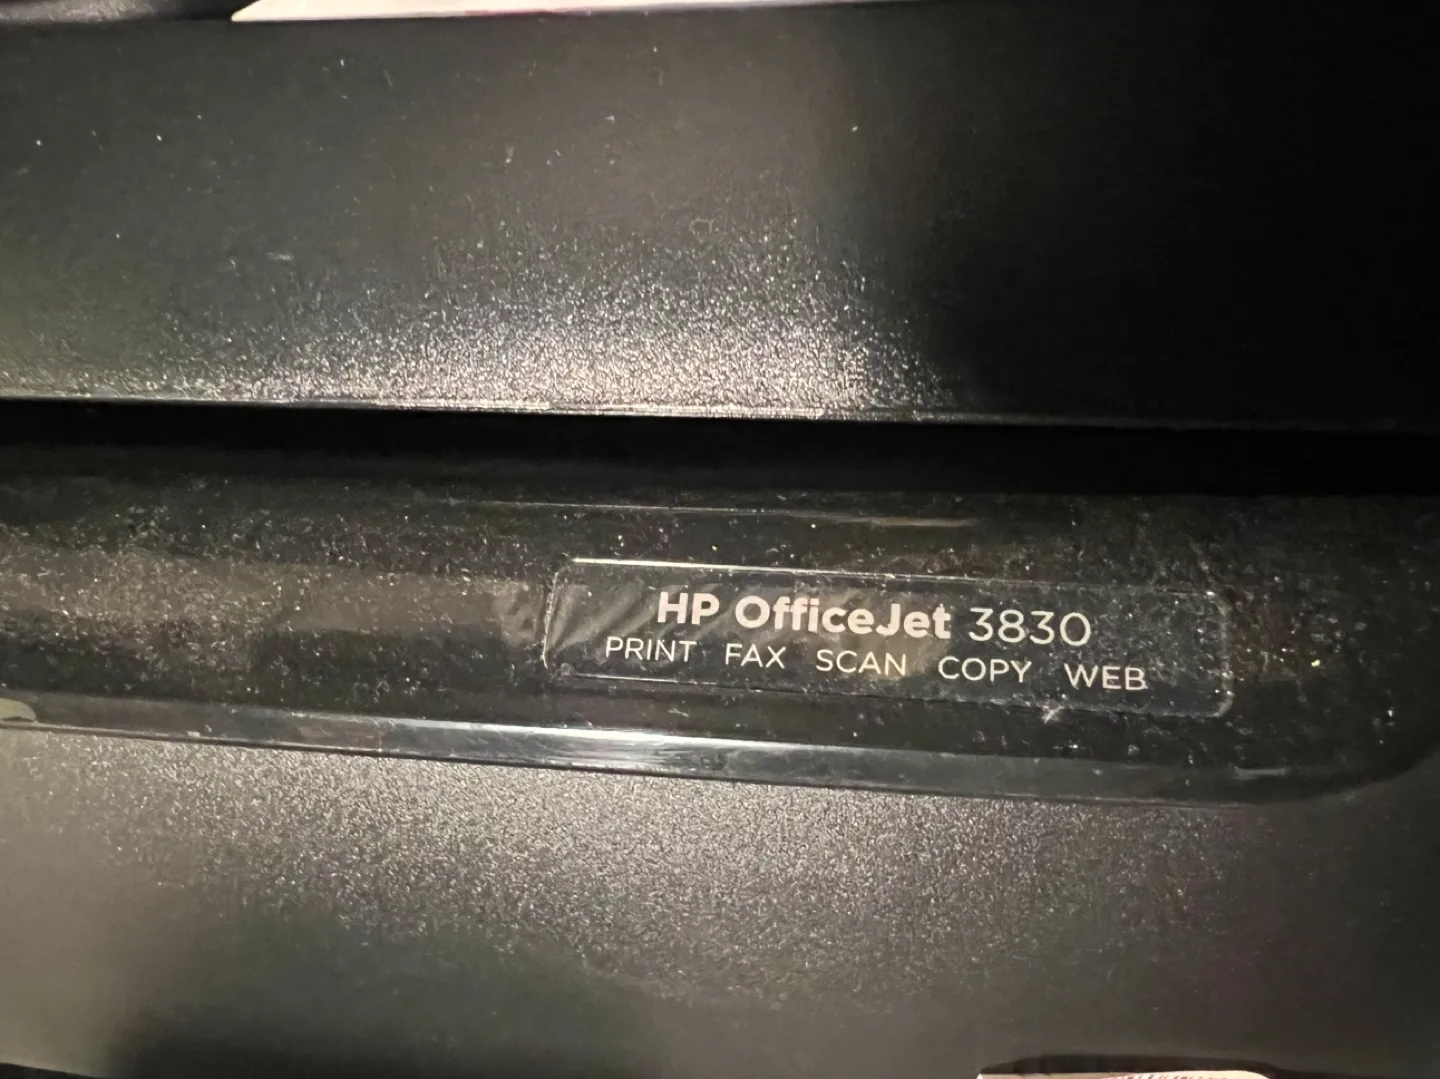 HP OfficeJet 3830
PRINT FAX SCAN COPY WEB